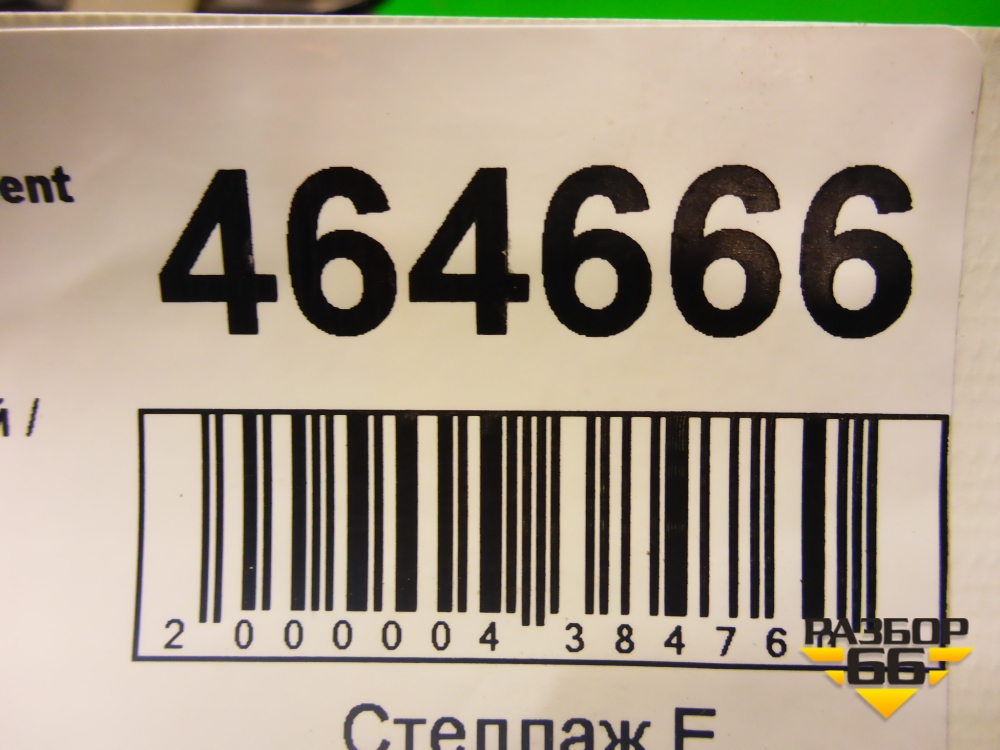 ent
464666
й /
2 000004 38476
Стеллаж Е
РАЗБОР
66